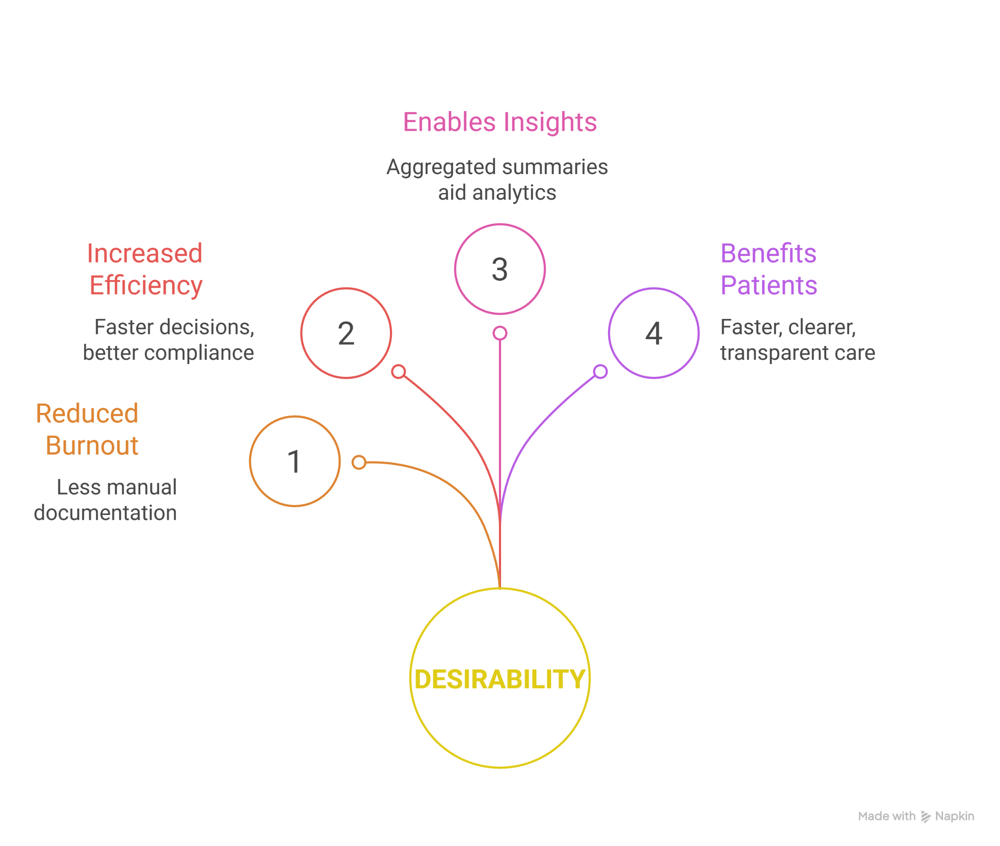 Enables Insights
Aggregated summaries
aid analytics
3
Increased
Efficiency
Faster decisions,
better compliance
2
Benefits
Patients
Faster, clearer,
transparent care
4
Reduced
Burnout
Less manual
documentation
1
DESIRABILITY
Made with Napkin